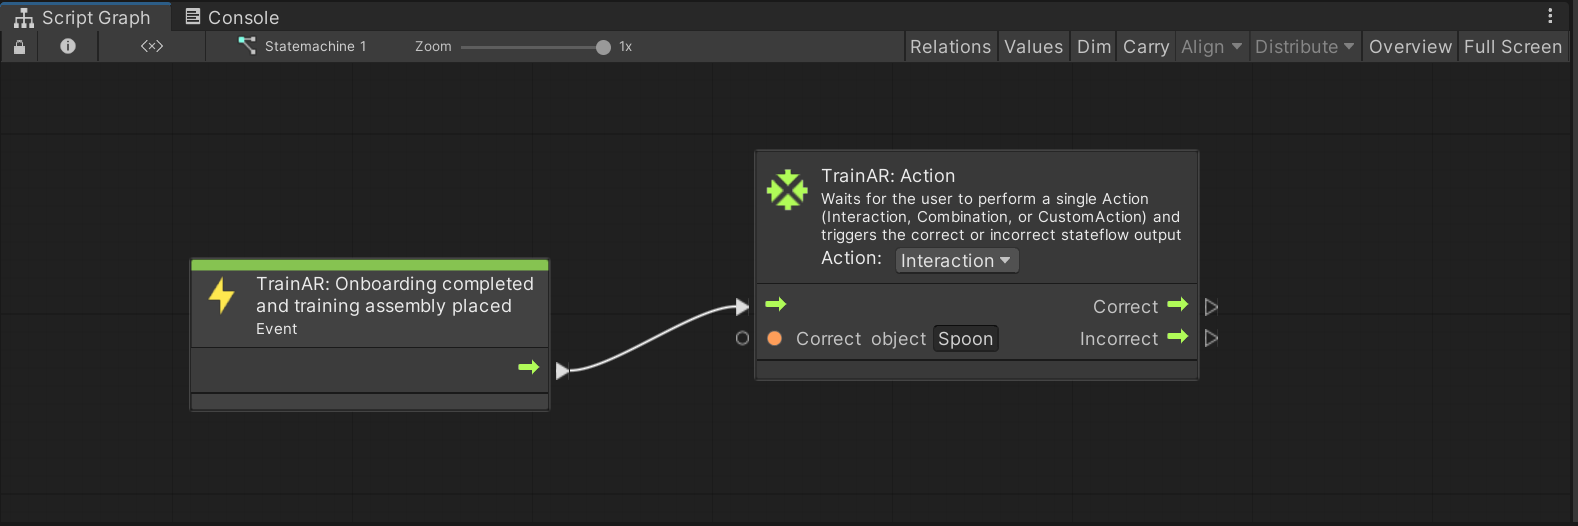 Script Graph
Console
<×>
Statemachine 1
Zoom
1x
Relations
Values
Dim
Carry
Align
Distribute
Overview
Full Screen
TrainAR: Onboarding completed
and training assembly placed
Event
TrainAR: Action
Waits for the user to perform a single Action
(Interaction, Combination, or CustomAction) and
triggers the correct or incorrect stateflow output
Action: Interaction
Correct
Correct object Spoon
Incorrect